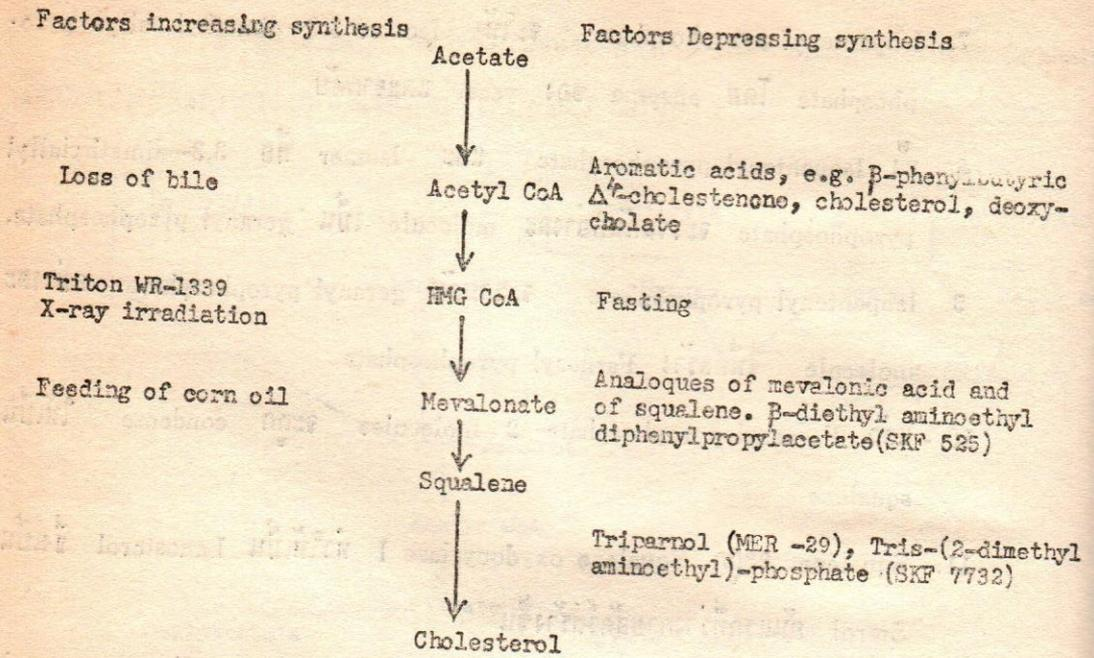 Factors increasing synthesis
Factors Depressing synthesis
Acetate
Loss of bile
Acetyl CoA
Aromatic acids, e.g. β-phenylbutyric
Δ⁴-cholestenone, cholesterol, deoxy-
cholate
Triton WR-1339
X-ray irradiation
HMG CoA
Fasting
Feeding of corn oil
Mevalonate
Analoques of mevalonic acid and
of squalene. β-diethyl aminoethyl
diphenylpropylacetate(SKF 525)
Squalene
Triparnol (MER -29), Tris-(2-dimethyl
aminoethyl)-phosphate (SKF 7732)
Cholesterol